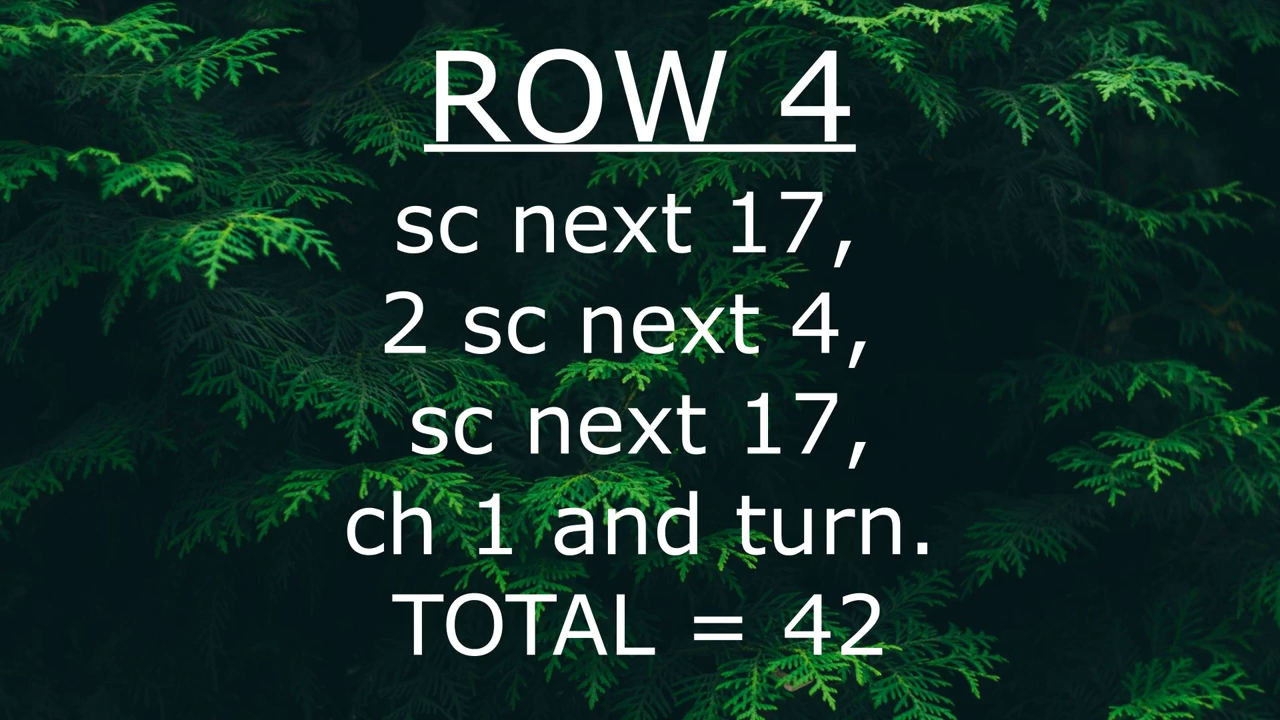 ROW 4
sc next 17,
2 sc next 4,
sc next 17,
ch 1 and turn.
TOTAL = 42